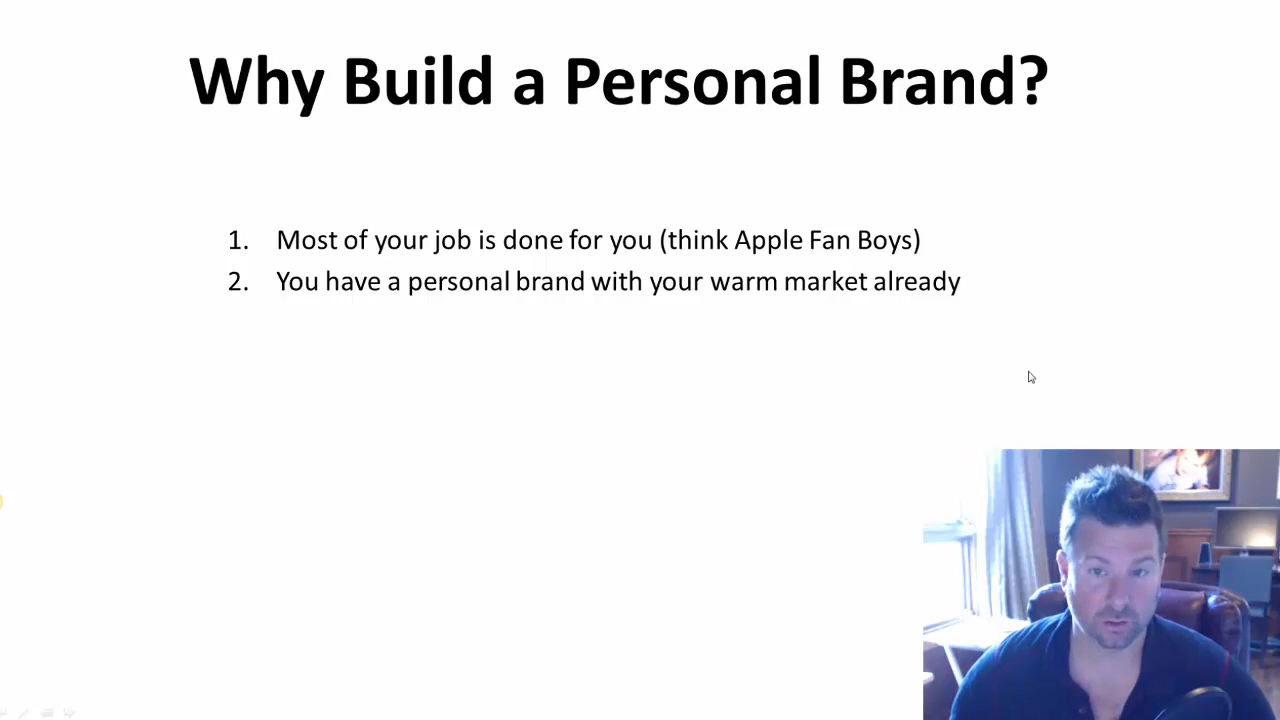 Why Build a Personal Brand?
1. Most of your job is done for you (think Apple Fan Boys)
2. You have a personal brand with your warm market already